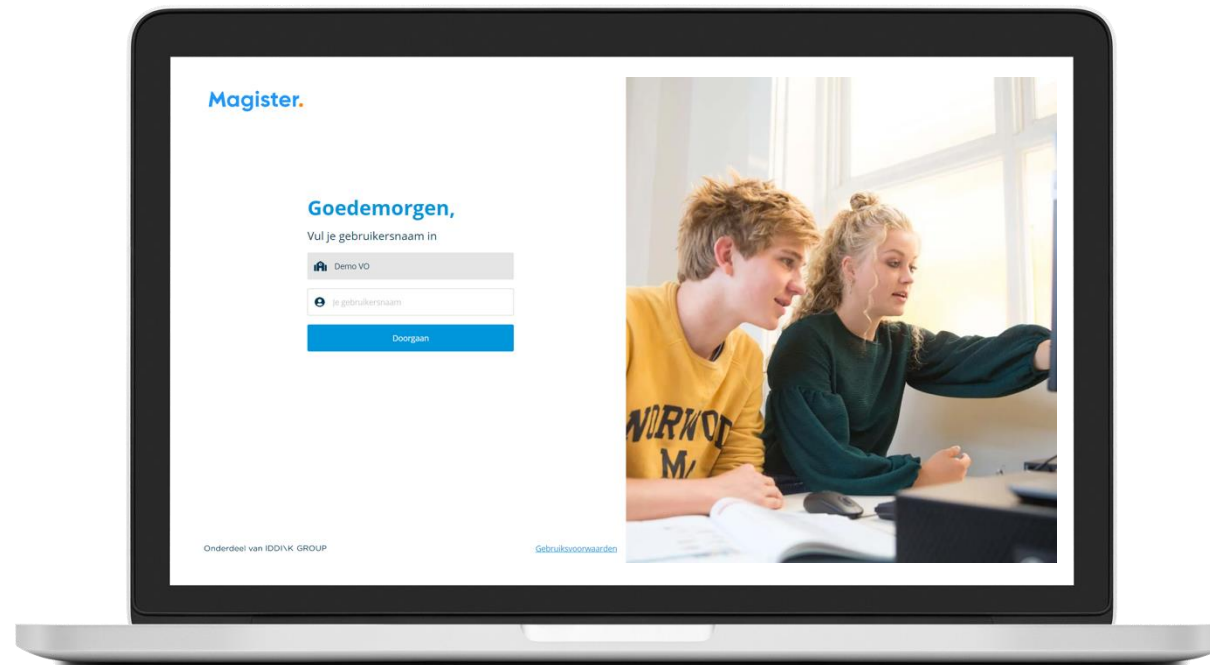 Magister.
Goedemorgen,
Vul je gebruikersnaam in
Demo VO
Je gebruikersnaam
Doorgaan
Onderdeel van IDDINK GROUP
Gebruiksvoorwaarden